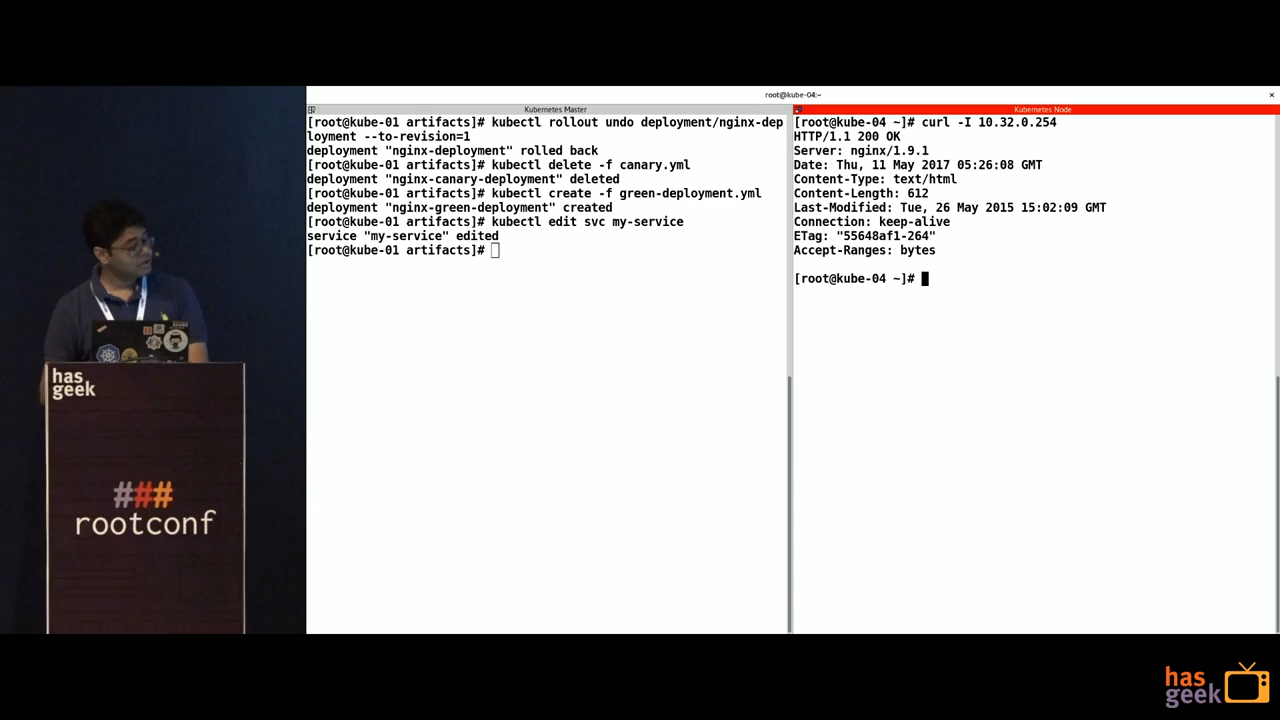 root@kube-04:~
×
Kubernetes Master
[root@kube-01 artifacts]# kubectl rollout undo deployment/nginx-dep
loyment --to-revision=1
deployment "nginx-deployment" rolled back
[root@kube-01 artifacts]# kubectl delete -f canary.yml
deployment "nginx-canary-deployment" deleted
[root@kube-01 artifacts]# kubectl create -f green-deployment.yml
deployment "nginx-green-deployment" created
[root@kube-01 artifacts]# kubectl edit svc my-service
service "my-service" edited
[root@kube-01 artifacts]#
Kubernetes Node
[root@kube-04 ~]# curl -I 10.32.0.254
HTTP/1.1 200 OK
Server: nginx/1.9.1
Date: Thu, 11 May 2017 05:26:08 GMT
Content-Type: text/html
Content-Length: 612
Last-Modified: Tue, 26 May 2015 15:02:09 GMT
Connection: keep-alive
ETag: "55648af1-264"
Accept-Ranges: bytes
[root@kube-04 ~]#
has
geek
###
rootconf
has
geek